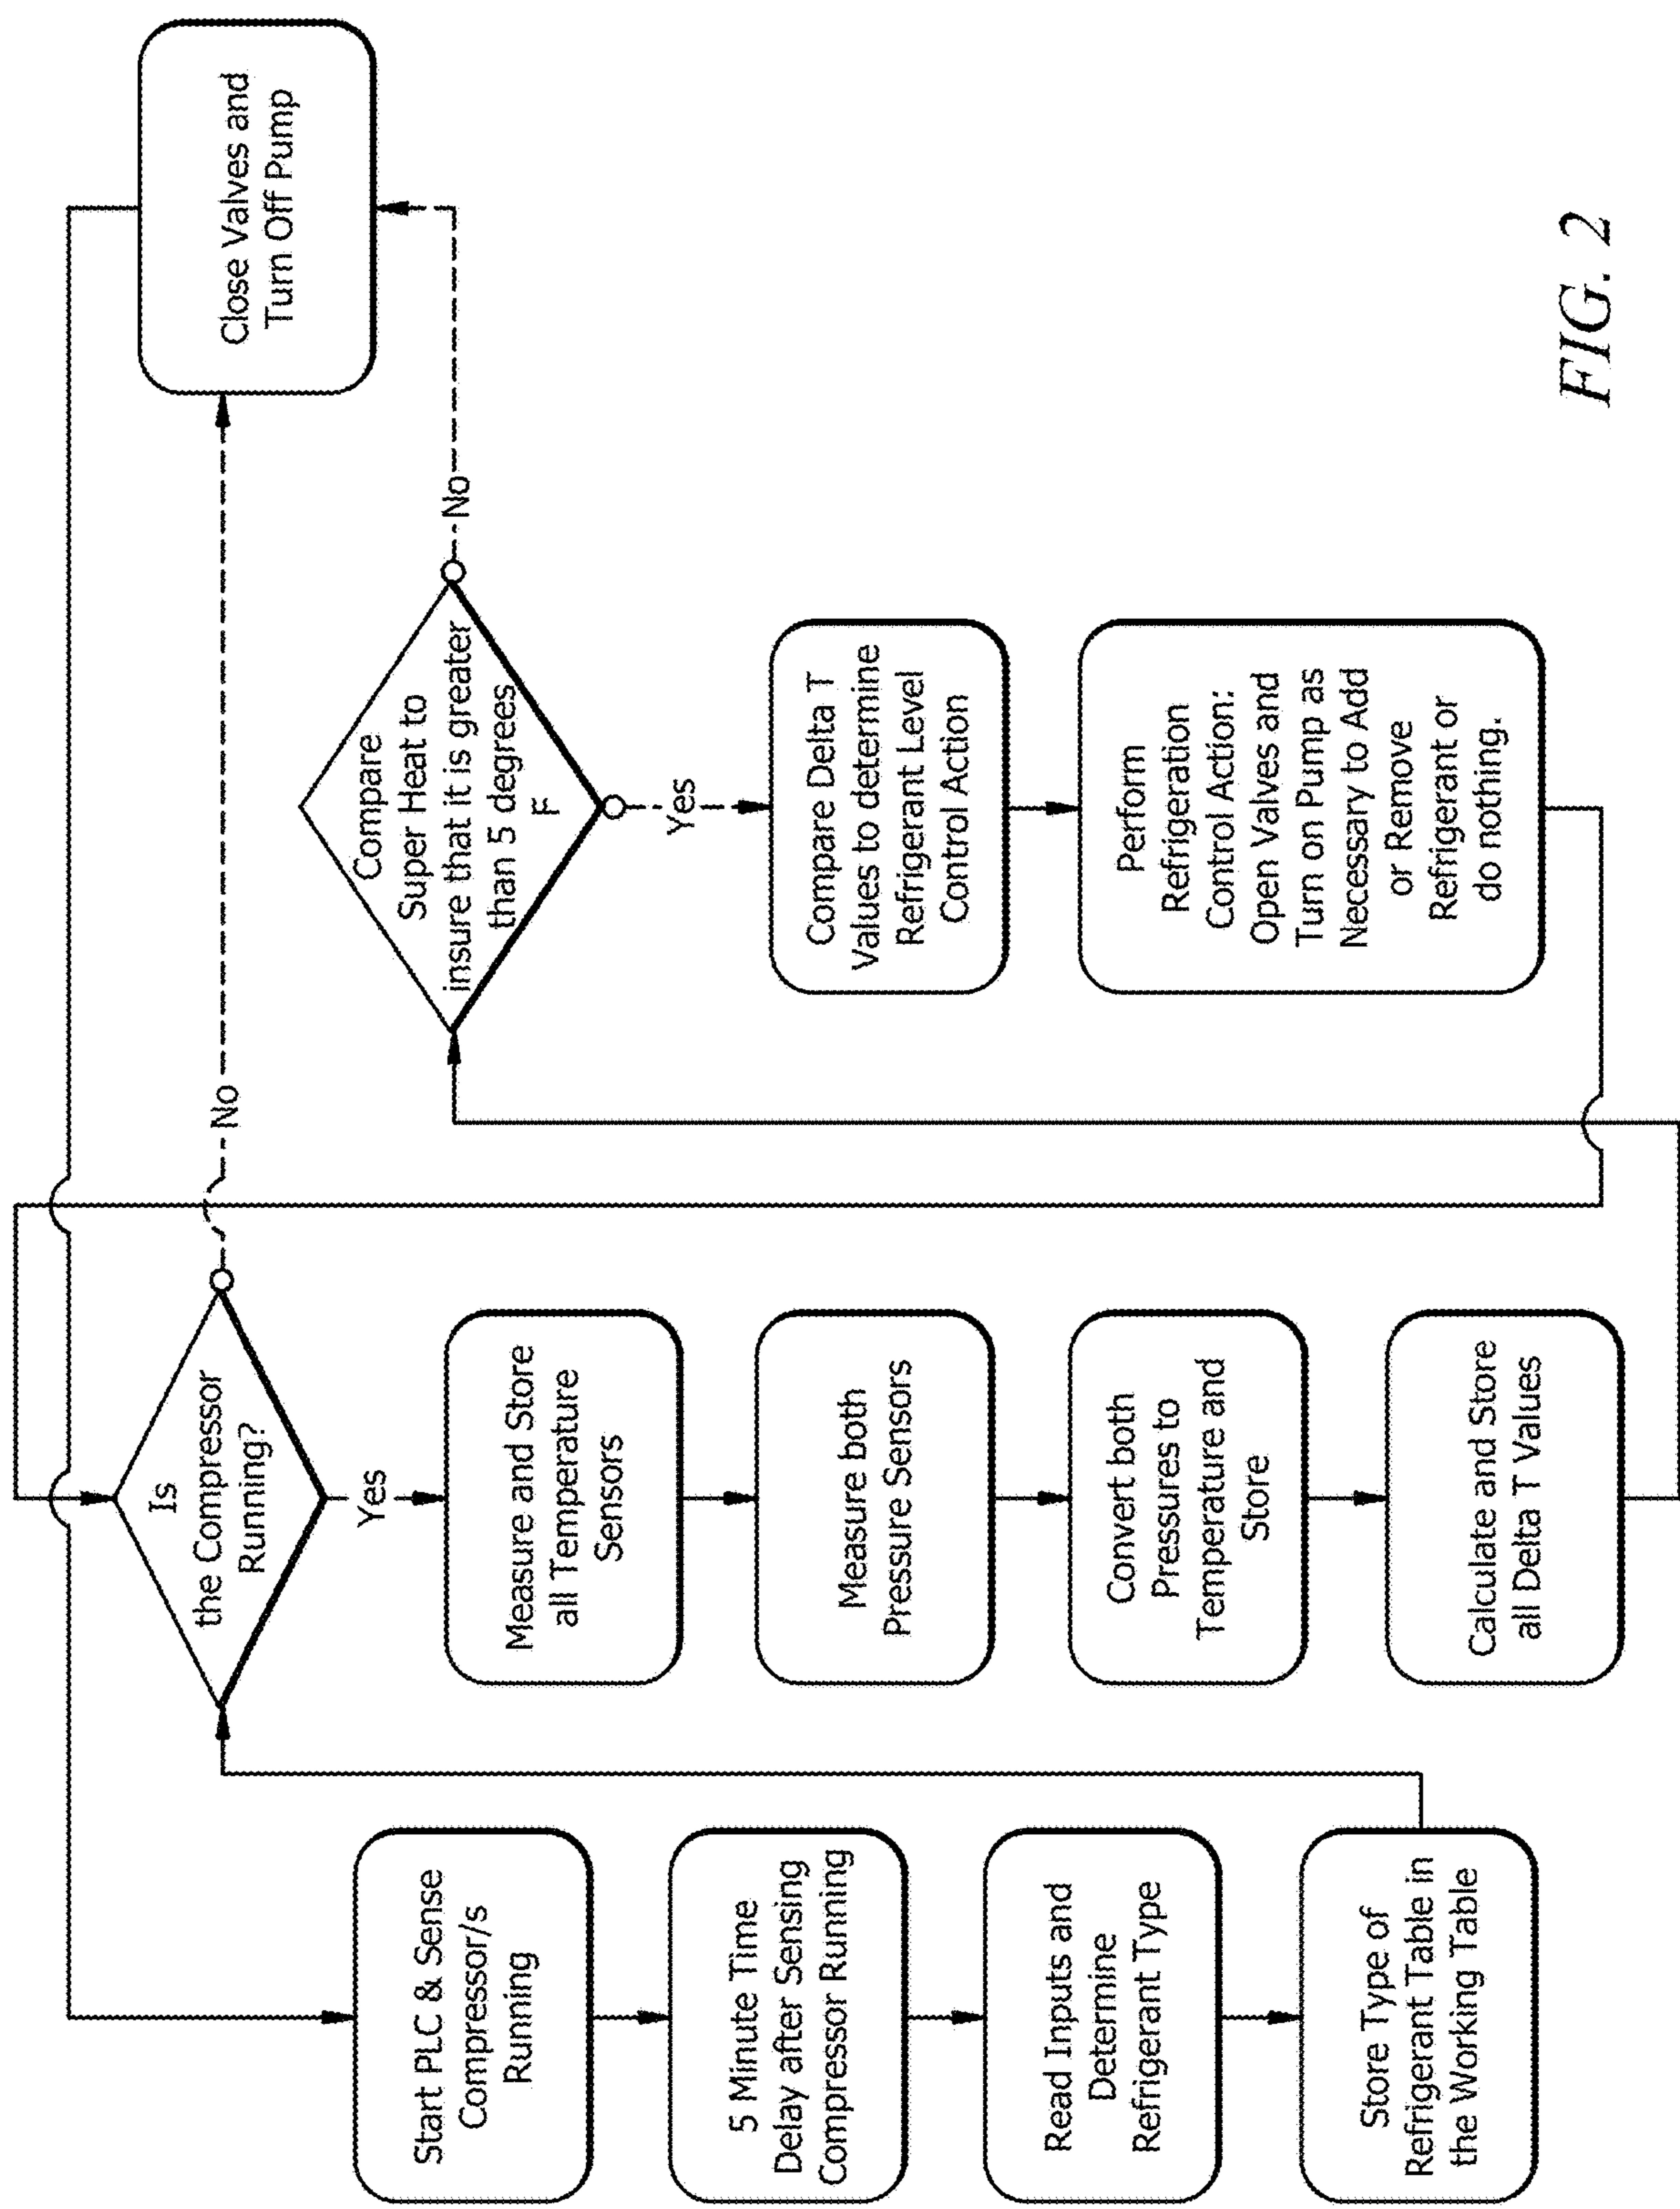 Start PLC & Sense
Compressor/s
Running
5 Minute Time
Delay after Sensing
Compressor Running
Read Inputs and
Determine
Refrigerant Type
Store Type of
Refrigerant Table in
the Working Table
Is
the Compressor
Running?
No
Yes
Measure and Store
all Temperature
Sensors
Measure both
Pressure Sensors
Convert both
Pressures to
Temperature and
Store
Calculate and Store
all Delta T Values
Compare
Super Heat to
insure that it is greater
than 5 degrees
F
No
Yes
Compare Delta T
Values to determine
Refrigerant Level
Control Action
Perform
Refrigeration
Control Action:
Open Valves and
Turn on Pump as
Necessary to Add
or Remove
Refrigerant or
do nothing.
Close Valves and
Turn Off Pump
FIG. 2